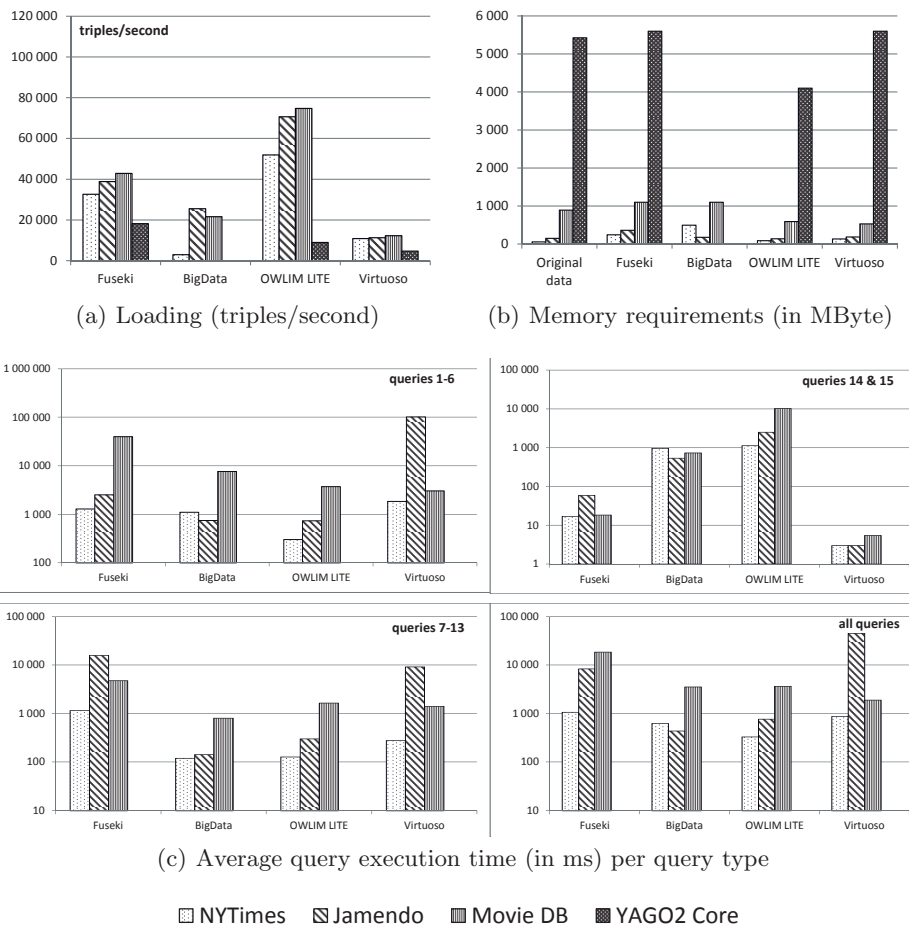 120 000
100 000
80 000
60 000
40 000
20 000
0
triples/second
Fuseki BigData OWLIM LITE Virtuoso
(a) Loading (triples/second)
6 000
5 000
4 000
3 000
2 000
1 000
0
Original data Fuseki BigData OWLIM LITE Virtuoso
(b) Memory requirements (in MByte)
queries 1-6
1 000 000
100 000
10 000
1 000
100
Fuseki BigData OWLIM LITE Virtuoso
queries 14 & 15
100 000
10 000
1 000
100
10
1
Fuseki BigData OWLIM LITE Virtuoso
queries 7-13
100 000
10 000
1 000
100
10
Fuseki BigData OWLIM LITE Virtuoso
all queries
100 000
10 000
1 000
100
10
Fuseki BigData OWLIM LITE Virtuoso
(c) Average query execution time (in ms) per query type
NYTimes Jamendo Movie DB YAGO2 Core